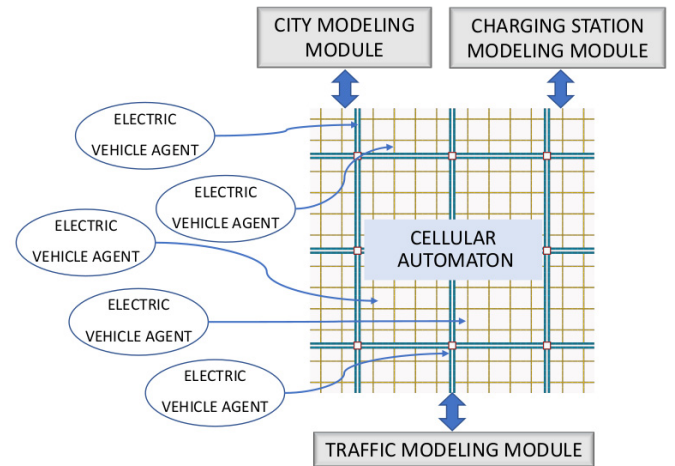 CITY MODELING
MODULE
CHARGING STATION
MODELING MODULE
ELECTRIC
VEHICLE AGENT
ELECTRIC
VEHICLE AGENT
ELECTRIC
VEHICLE AGENT
CELLULAR
AUTOMATON
ELECTRIC
VEHICLE AGENT
ELECTRIC
VEHICLE AGENT
TRAFFIC MODELING MODULE